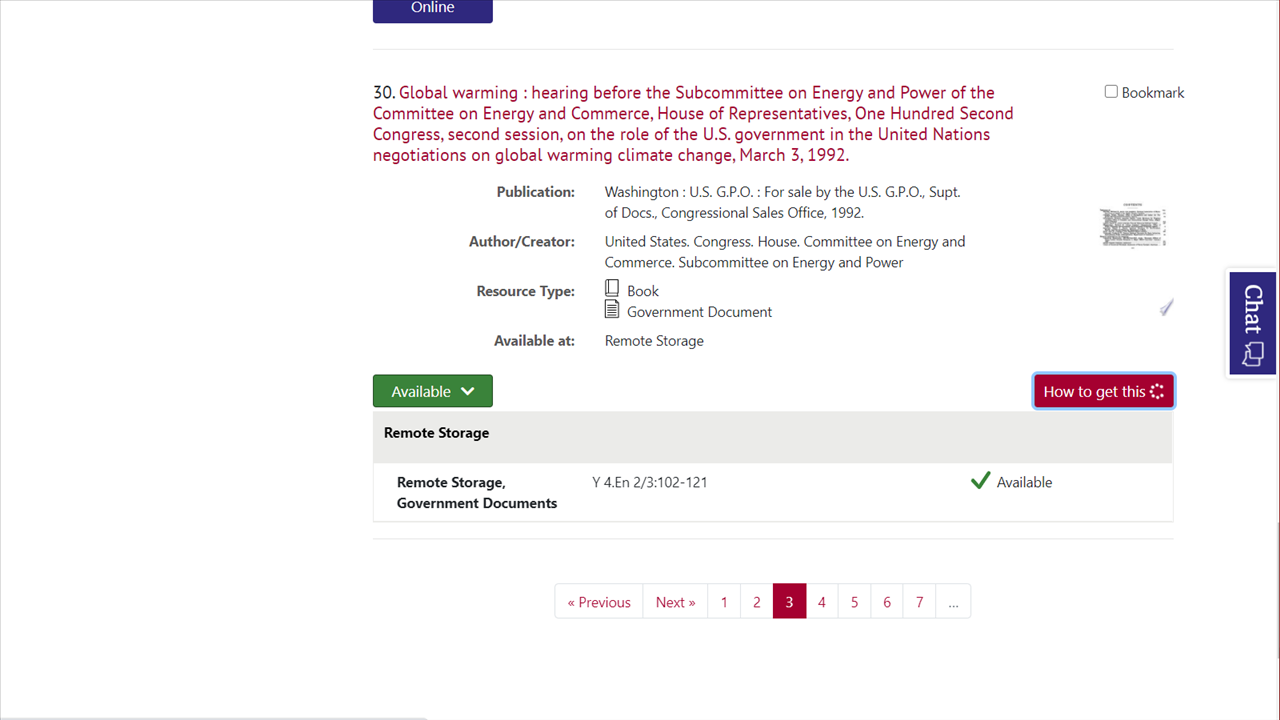 Online
30. Global warming : hearing before the Subcommittee on Energy and Power of the
Committee on Energy and Commerce, House of Representatives, One Hundred Second
Congress, second session, on the role of the U.S. government in the United Nations
negotiations on global warming climate change, March 3, 1992.
Bookmark
Publication: Washington : U.S. G.P.O. : For sale by the U.S. G.P.O., Supt.
of Docs., Congressional Sales Office, 1992.
Author/Creator: United States. Congress. House. Committee on Energy and
Commerce. Subcommittee on Energy and Power
Resource Type: Book
Government Document
Available at: Remote Storage
Chat
Available
How to get this
Remote Storage
Remote Storage, Y 4.En 2/3:102-121 Available
Government Documents
« Previous Next » 1 2 3 4 5 6 7 ...